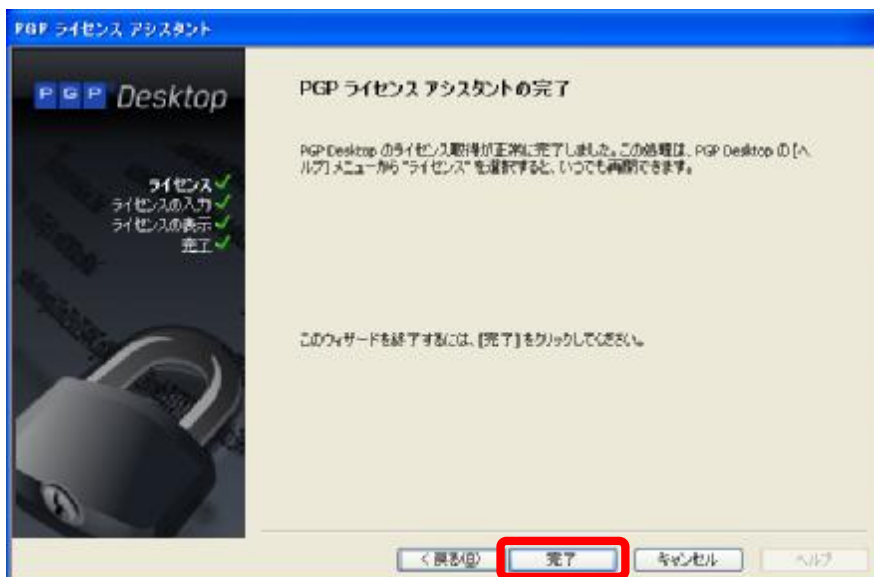 PGP ライセンス アシスタント
PGP Desktop
ライセンス
ライセンスの入力
ライセンスの表示
完了
PGP ライセンス アシスタントの完了
PGP Desktop のライセンス取得が正常に完了しました。この処理は、PGP Desktop の [ヘ
ルプ] メニューから "ライセンス" を選択すると、いつでも再開できます。
このウィザードを終了するには、[完了] をクリックしてください。
< 戻る(B)
完了
キャンセル
ヘルプ